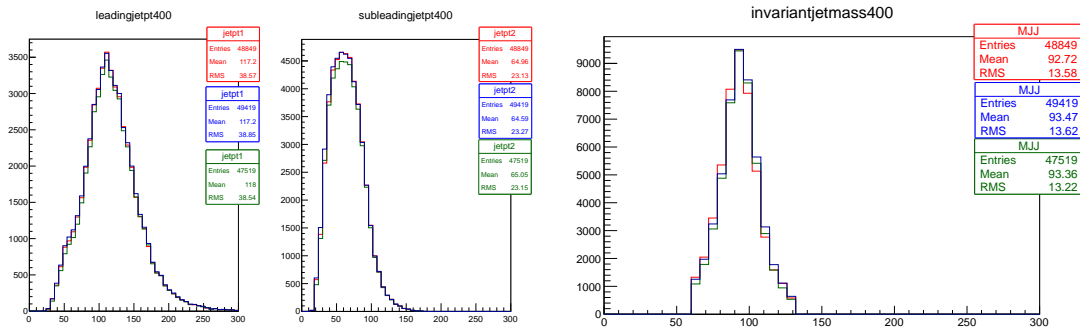 leadingjetpt400
jetpt1
Entries 48849
Mean 117.2
RMS 38.57
jetpt1
Entries 49419
Mean 117.2
RMS 38.85
jetpt1
Entries 47519
Mean 118
RMS 38.54
3500
3000
2500
2000
1500
1000
500
0
0 50 100 150 200 250 300
subleadingjetpt400
jetpt2
Entries 48849
Mean 64.96
RMS 23.13
jetpt2
Entries 49419
Mean 64.59
RMS 23.27
jetpt2
Entries 47519
Mean 65.05
RMS 23.15
4500
4000
3500
3000
2500
2000
1500
1000
500
0
0 50 100 150 200 250 300
invariantjetmass400
MJJ
Entries 48849
Mean 92.72
RMS 13.58
MJJ
Entries 49419
Mean 93.47
RMS 13.62
MJJ
Entries 47519
Mean 93.36
RMS 13.22
9000
8000
7000
6000
5000
4000
3000
2000
1000
0
0 50 100 150 200 250 300